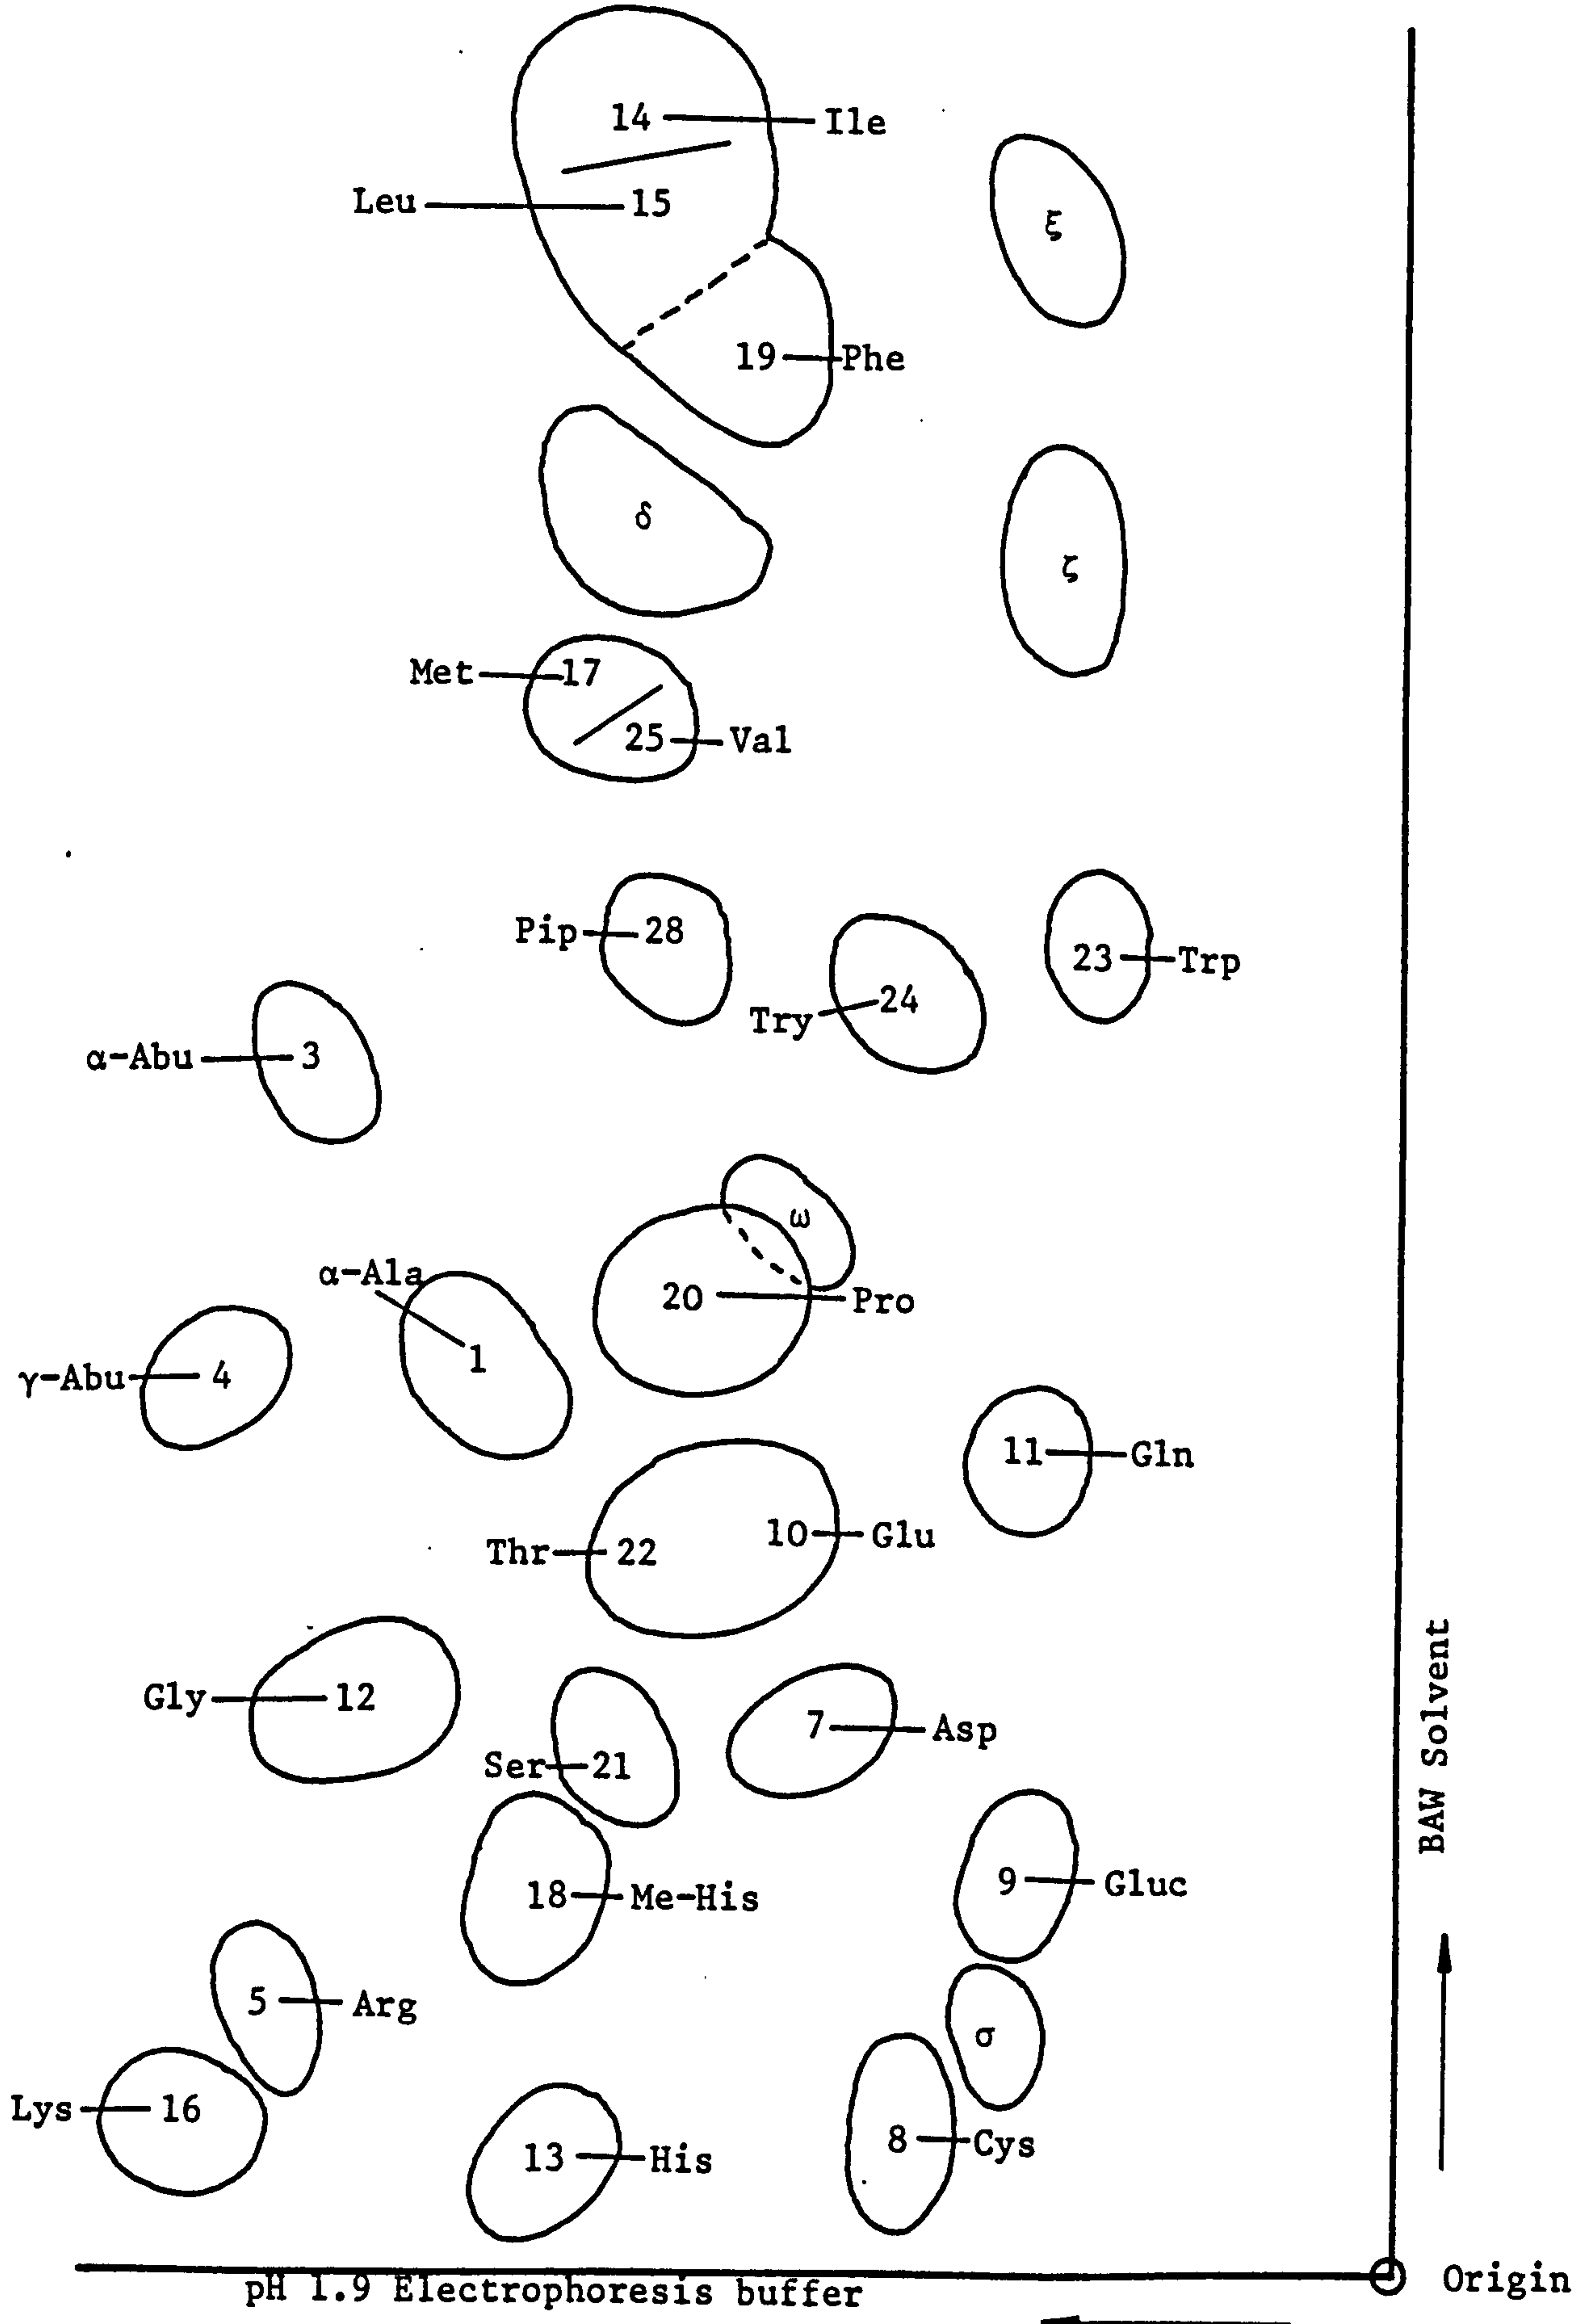 14 Ile
ξ
Leu 15
19 Phe
δ
ζ
Met 17
25 Val
Pip 28
23 Trp
Try 24
α-Abu 3
ω
α-Ala
20 Pro
1
γ-Abu 4
11 Gln
10 Glu
Thr 22
Gly 12
7 Asp
Ser 21
BAW Solvent
9 Gluc
18 Me-His
5 Arg
σ
Lys 16
8 Cys
13 His
Origin
pH 1.9 Electrophoresis buffer